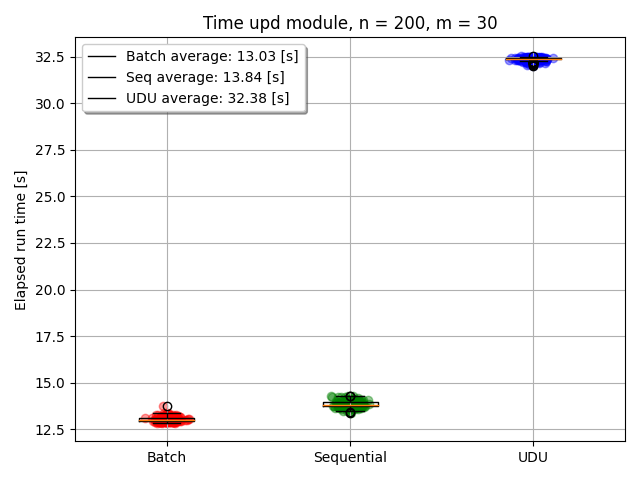 Time upd module, n = 200, m = 30
Batch average: 13.03 [s]
Seq average: 13.84 [s]
UDU average: 32.38 [s]
Elapsed run time [s]
32.5
30.0
27.5
25.0
22.5
20.0
17.5
15.0
12.5
Batch
Sequential
UDU